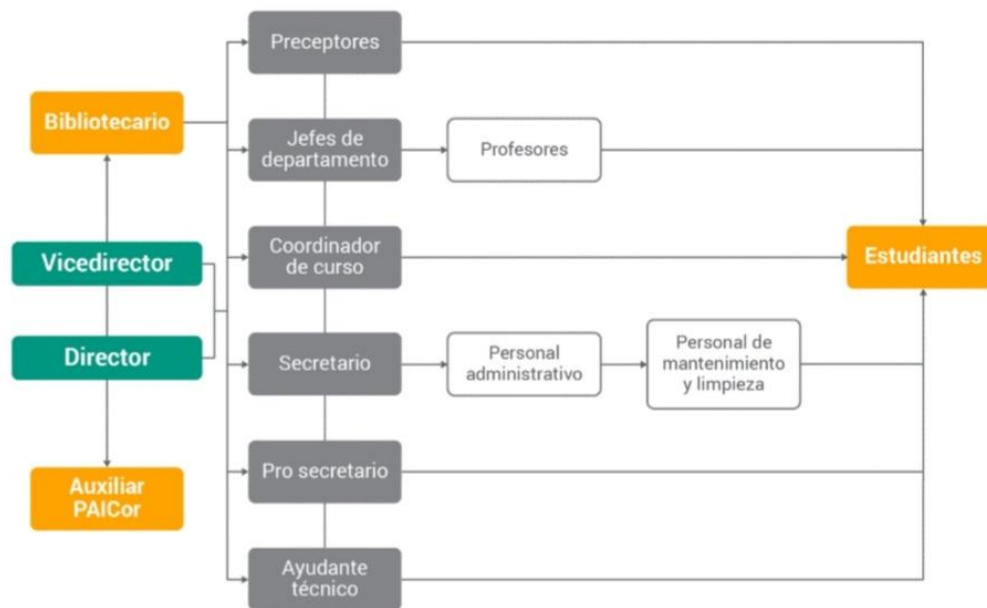 Preceptores
Bibliotecario
Jefes de
departamento
Profesores
Vicedirector
Coordinador
de curso
Estudiantes
Director
Secretario
Personal
administrativo
Personal de
mantenimiento
y limpieza
Auxiliar
PAICor
Pro secretario
Ayudante
técnico